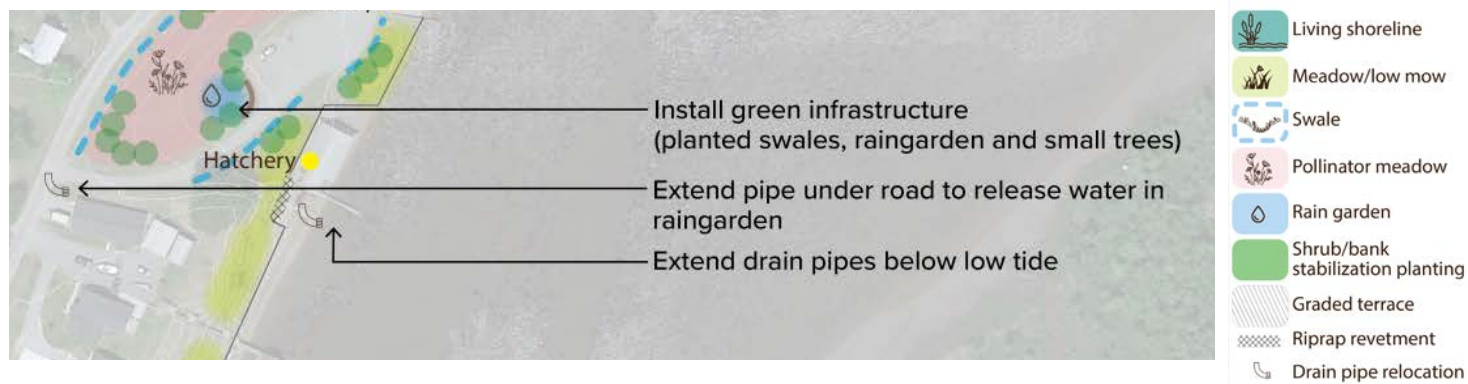 Install green infrastructure
(planted swales, raingarden and small trees)
Hatchery
Extend pipe under road to release water in
raingarden
Extend drain pipes below low tide
Living shoreline
Meadow/low mow
Swale
Pollinator meadow
Rain garden
Shrub/bank
stabilization planting
Graded terrace
Riprap revetment
Drain pipe relocation